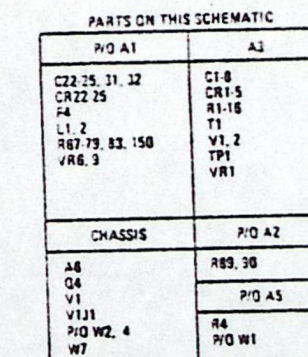 PARTS ON THIS SCHEMATIC
P/O A1
C22-25, 31, 32
CR22-25
F4
L1, 2
R67-79, 83, 150
VR6, 9
A3
C1-8
CR1-5
R1-16
T1
V1, 2
TP1
VR1
CHASSIS
A6
Q4
V1
V1J1
P/O W2, 4
W7
P/O A2
R89, 90
P/O A5
R4
P/O W1